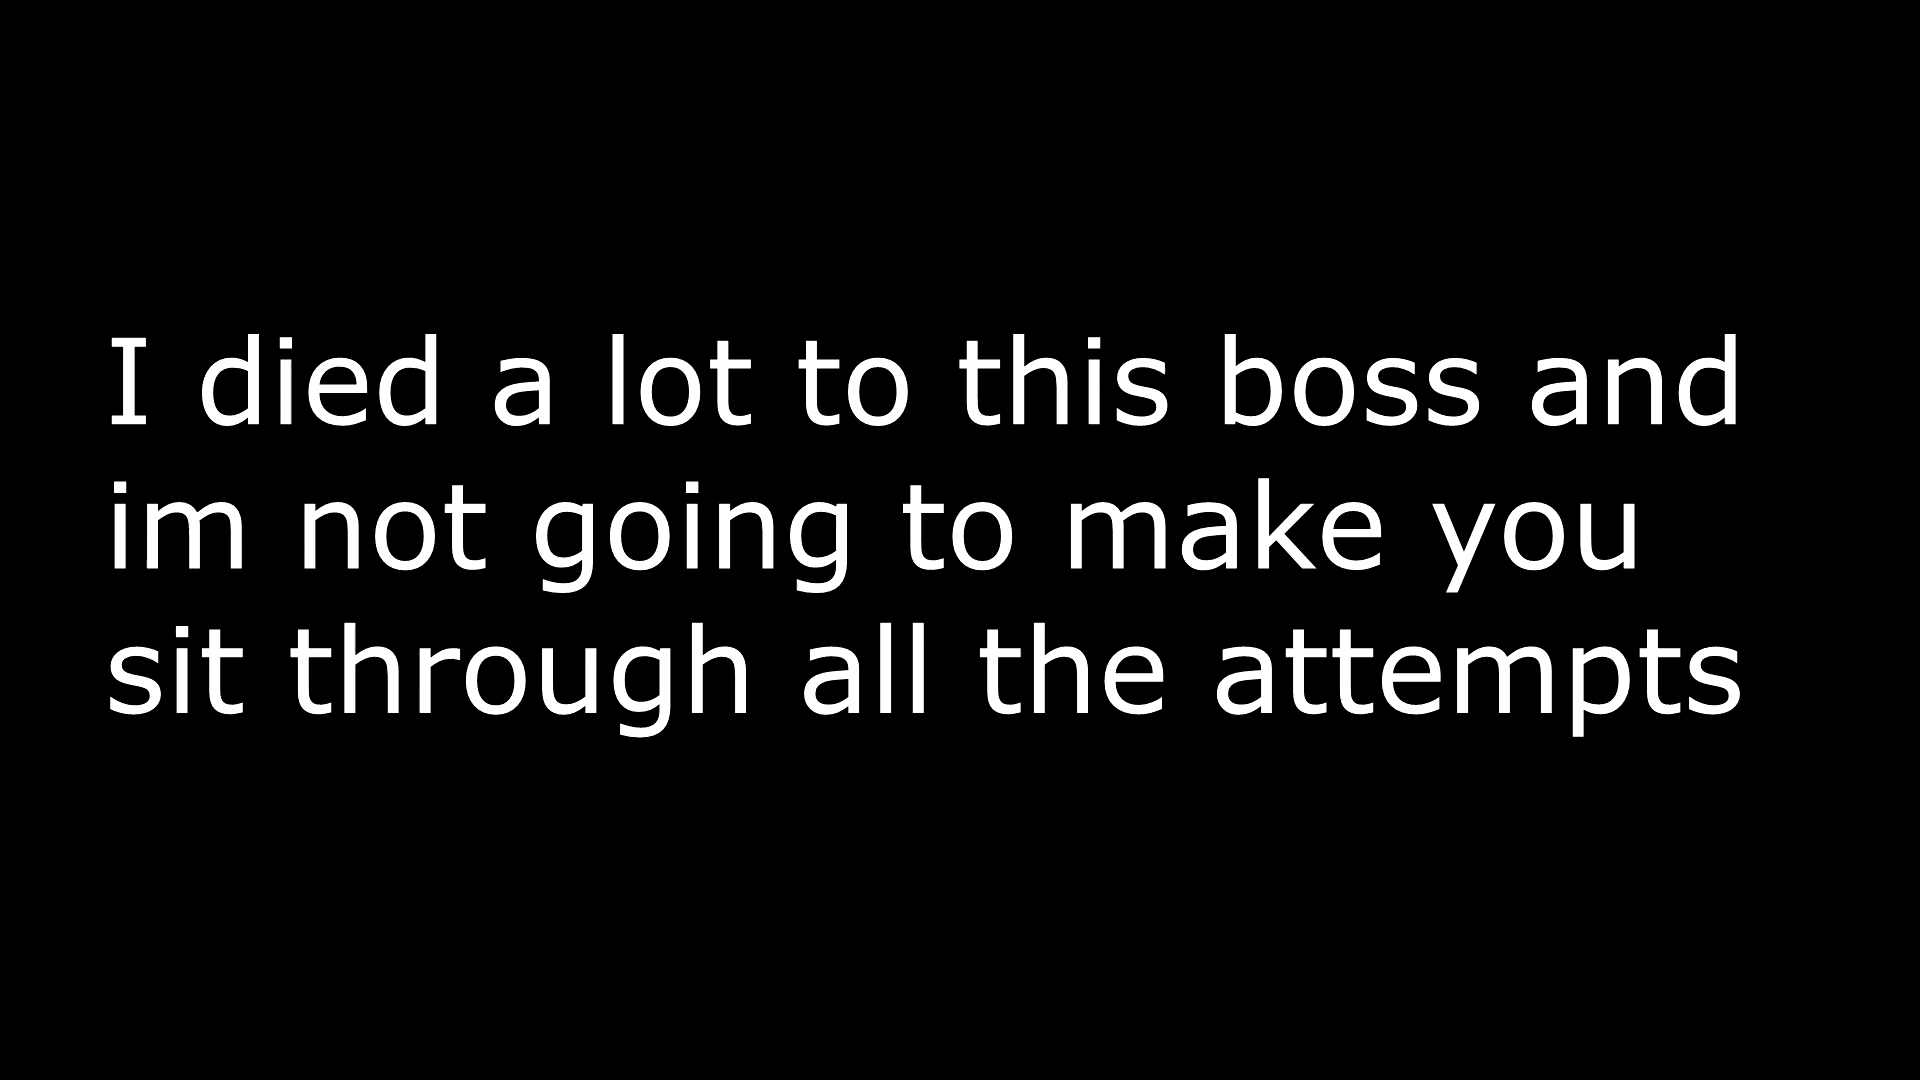 I died a lot to this boss and
im not going to make you
sit through all the attempts